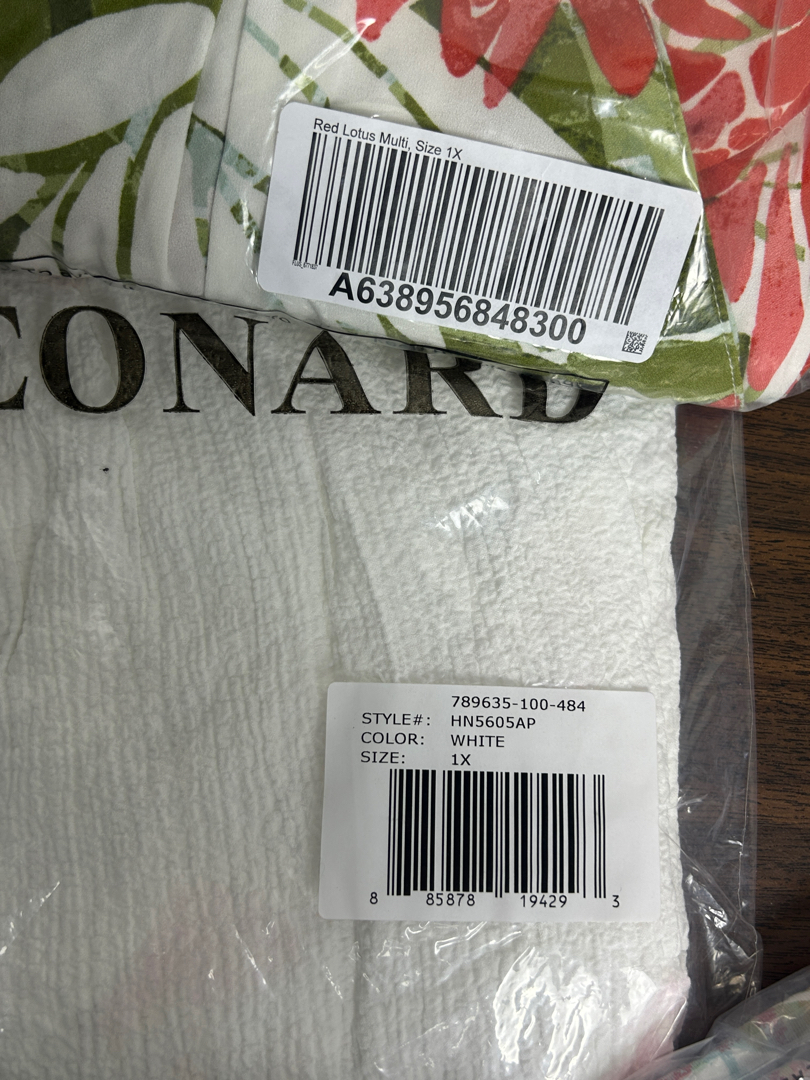 Red Lotus Multi, Size 1X
A638956848300
EONARD
789635-100-484
STYLE#: HN5605AP
COLOR: WHITE
SIZE: 1X
8 85878 19429 3